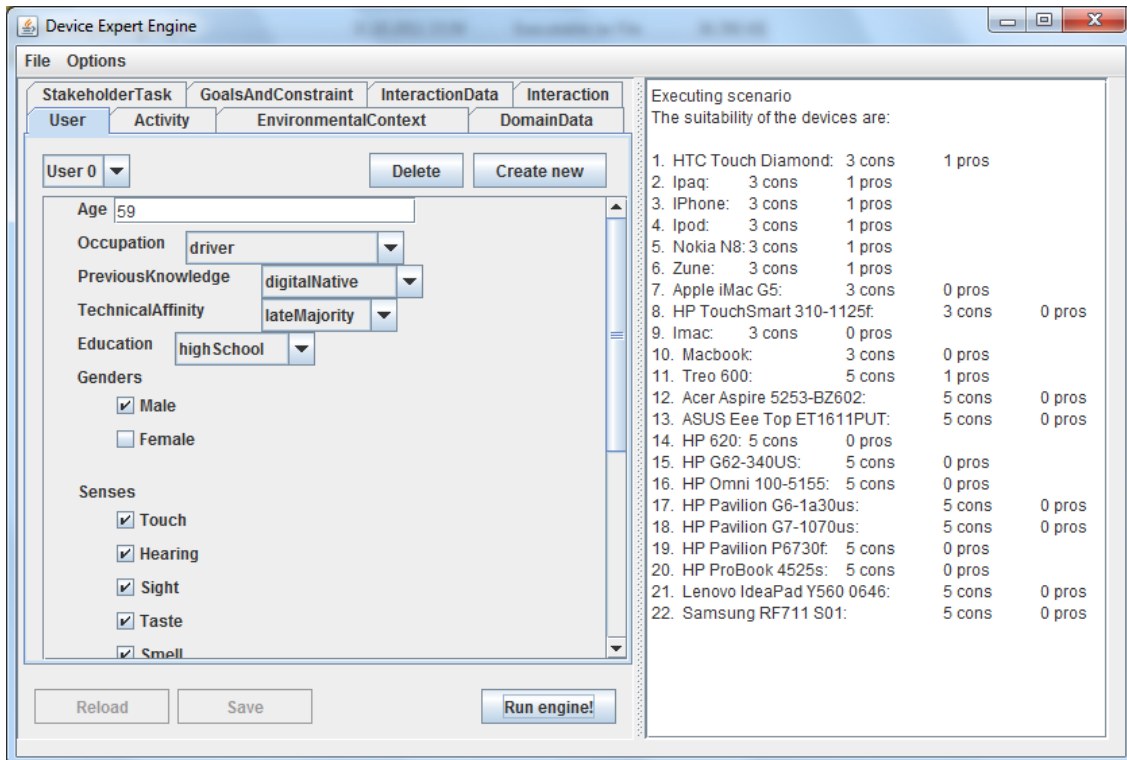 Device Expert Engine
File Options
StakeholderTask GoalsAndConstraint InteractionData Interaction
User Activity EnvironmentalContext DomainData
User 0 Delete Create new
Age 59
Occupation driver
PreviousKnowledge digitalNative
TechnicalAffinity lateMajority
Education highSchool
Genders
Male
Female
Senses
Touch
Hearing
Sight
Taste
Smell
Reload Save Run engine!
Executing scenario
The suitability of the devices are:
1. HTC Touch Diamond: 3 cons 1 pros
2. Ipaq: 3 cons 1 pros
3. IPhone: 3 cons 1 pros
4. Ipod: 3 cons 1 pros
5. Nokia N8: 3 cons 1 pros
6. Zune: 3 cons 1 pros
7. Apple iMac G5: 3 cons 0 pros
8. HP TouchSmart 310-1125f: 3 cons 0 pros
9. Imac: 3 cons 0 pros
10. Macbook: 3 cons 0 pros
11. Treo 600: 5 cons 1 pros
12. Acer Aspire 5253-BZ602: 5 cons 0 pros
13. ASUS Eee Top ET1611PUT: 5 cons 0 pros
14. HP 620: 5 cons 0 pros
15. HP G62-340US: 5 cons 0 pros
16. HP Omni 100-5155: 5 cons 0 pros
17. HP Pavilion G6-1a30us: 5 cons 0 pros
18. HP Pavilion G7-1070us: 5 cons 0 pros
19. HP Pavilion P6730f: 5 cons 0 pros
20. HP ProBook 4525s: 5 cons 0 pros
21. Lenovo IdeaPad Y560 0646: 5 cons 0 pros
22. Samsung RF711 S01: 5 cons 0 pros